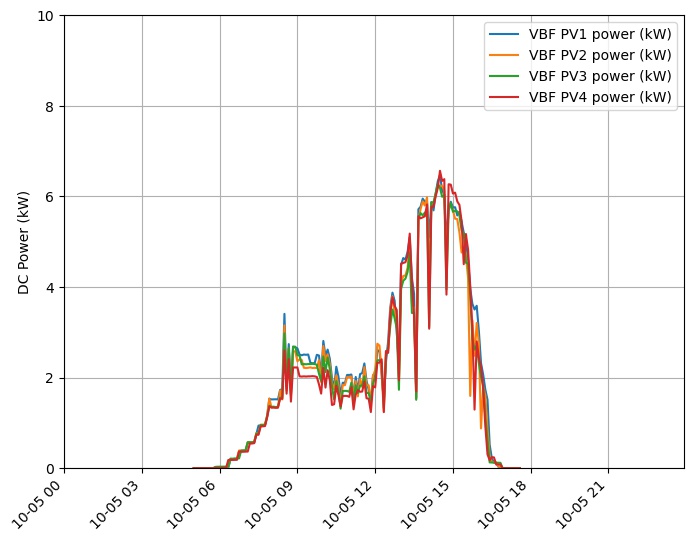 VBF PV1 power (kW)
VBF PV2 power (kW)
VBF PV3 power (kW)
VBF PV4 power (kW)
DC Power (kW)
10
8
6
4
2
0
10-05 00
10-05 03
10-05 06
10-05 09
10-05 12
10-05 15
10-05 18
10-05 21